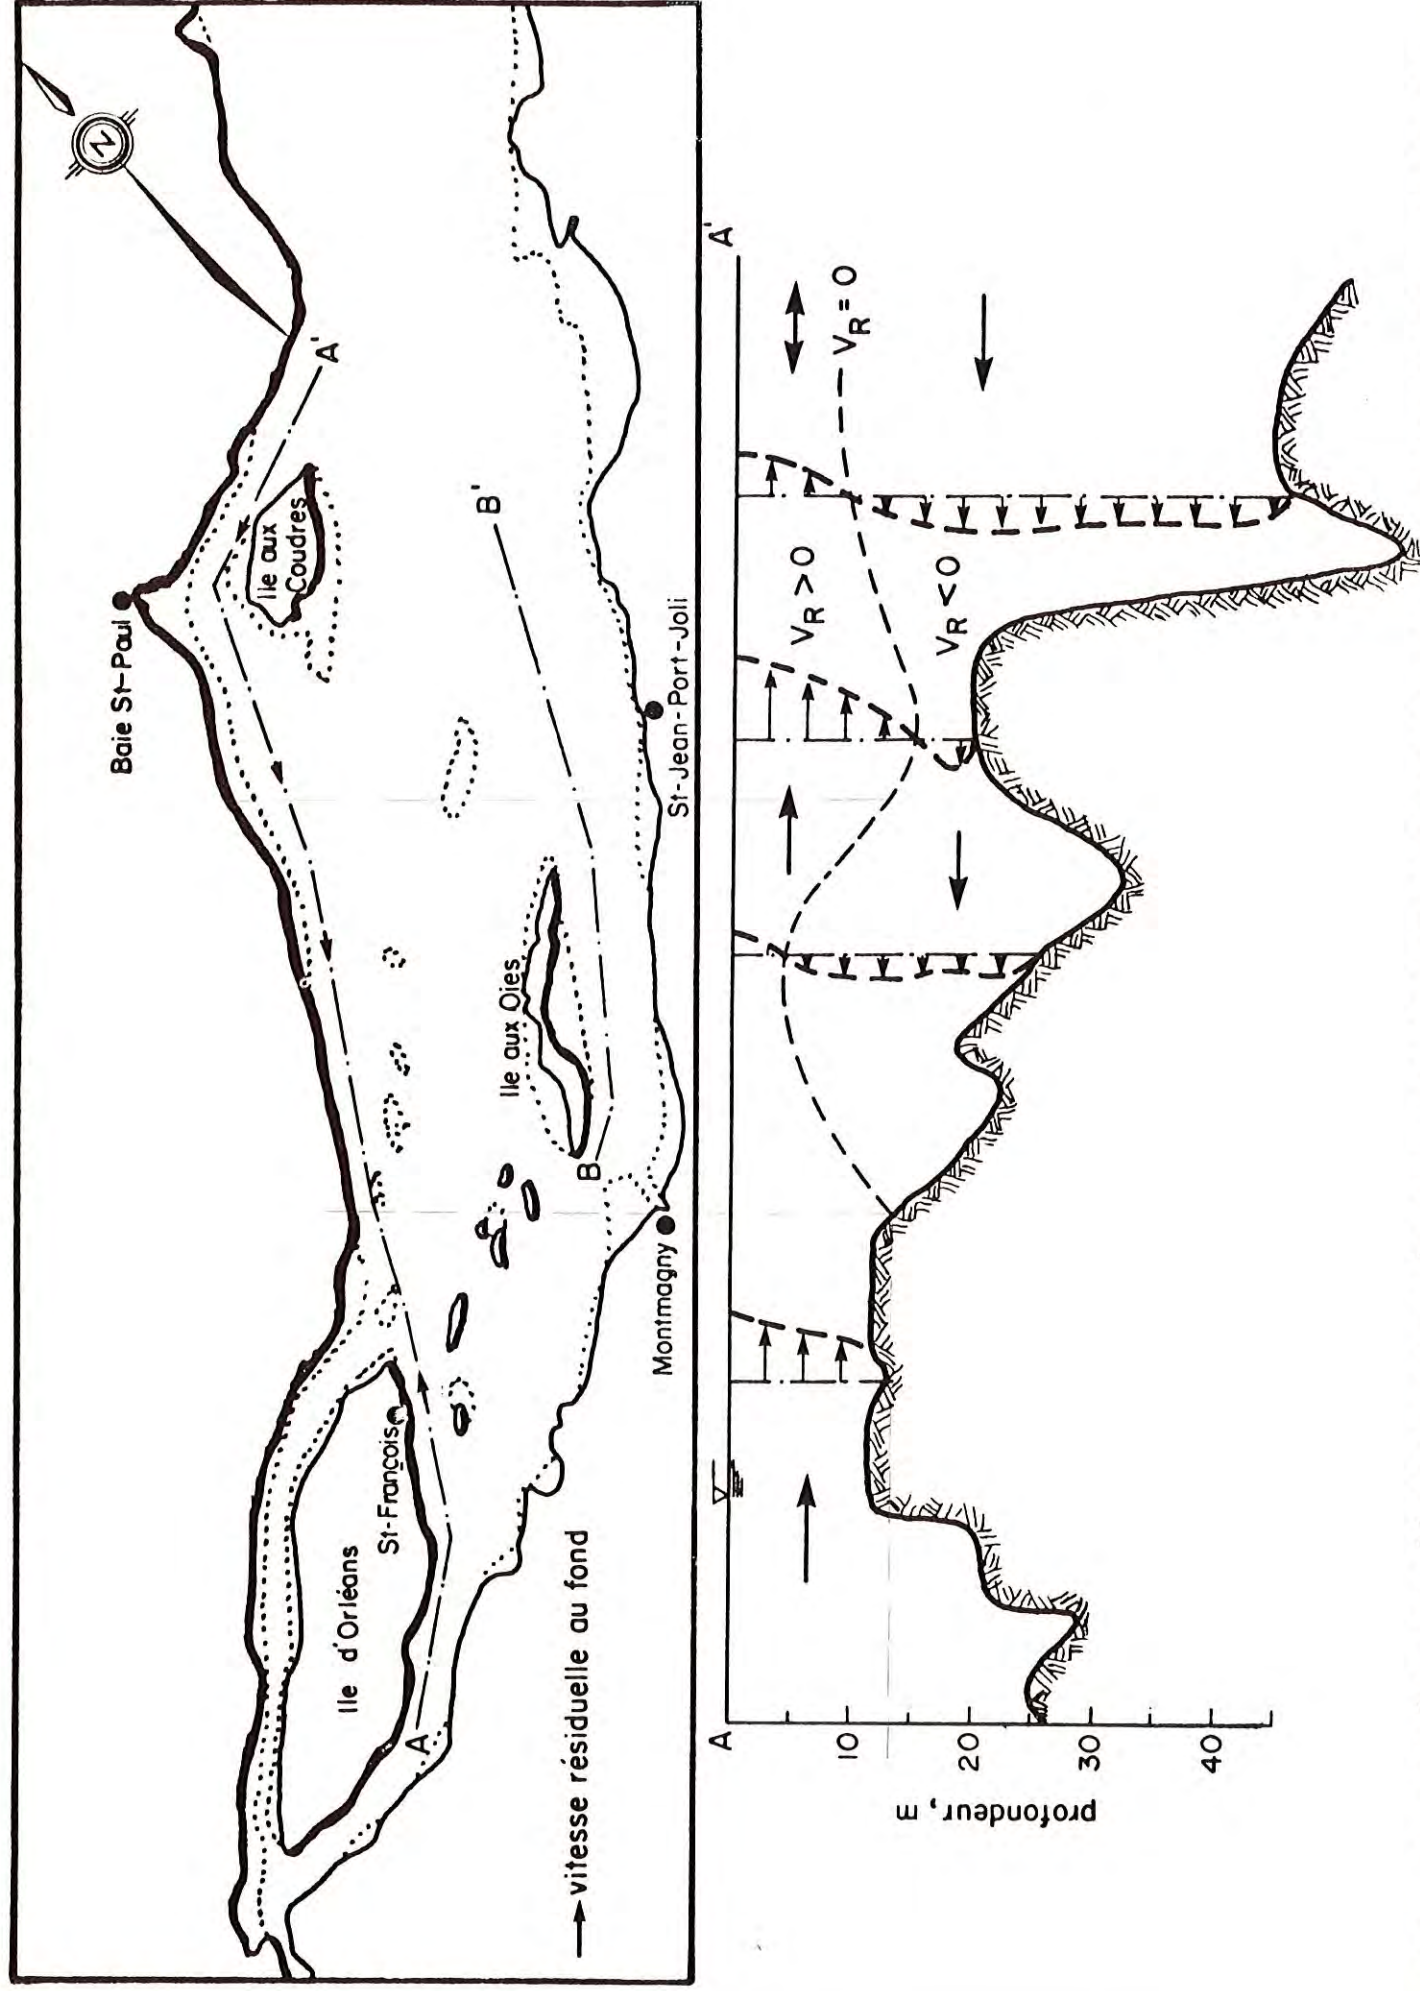 N
Baie St-Paul
Ile aux
Coudres
A'
B'
St-Jean-Port-Joli
Ile aux Oies
B
Montmagny
St-François
Ile d'Orléans
A
vitesse résiduelle au fond
A
A'
V_R = 0
V_R > 0
V_R < 0
10
20
30
40
profondeur, m